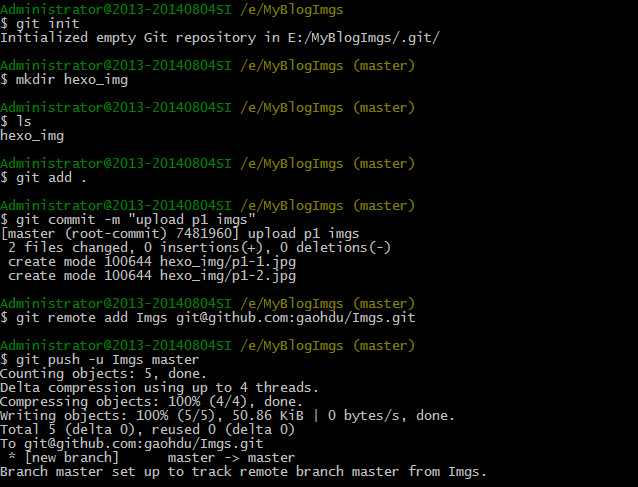 Administrator@2013-20140804SI /e/MyBlogImgs
$ git init
Initialized empty Git repository in E:/MyBlogImgs/.git/
Administrator@2013-20140804SI /e/MyBlogImgs (master)
$ mkdir hexo_img
Administrator@2013-20140804SI /e/MyBlogImgs (master)
$ ls
hexo_img
Administrator@2013-20140804SI /e/MyBlogImgs (master)
$ git add .
Administrator@2013-20140804SI /e/MyBlogImgs (master)
$ git commit -m "upload p1 imgs"
[master (root-commit) 7481960] upload p1 imgs
 2 files changed, 0 insertions(+), 0 deletions(-)
 create mode 100644 hexo_img/p1-1.jpg
 create mode 100644 hexo_img/p1-2.jpg
Administrator@2013-20140804SI /e/MyBlogImgs (master)
$ git remote add Imgs git@github.com:gaohdu/Imgs.git
Administrator@2013-20140804SI /e/MyBlogImgs (master)
$ git push -u Imgs master
Counting objects: 5, done.
Delta compression using up to 4 threads.
Compressing objects: 100% (4/4), done.
Writing objects: 100% (5/5), 50.86 KiB | 0 bytes/s, done.
Total 5 (delta 0), reused 0 (delta 0)
To git@github.com:gaohdu/Imgs.git
 * [new branch]      master -> master
Branch master set up to track remote branch master from Imgs.